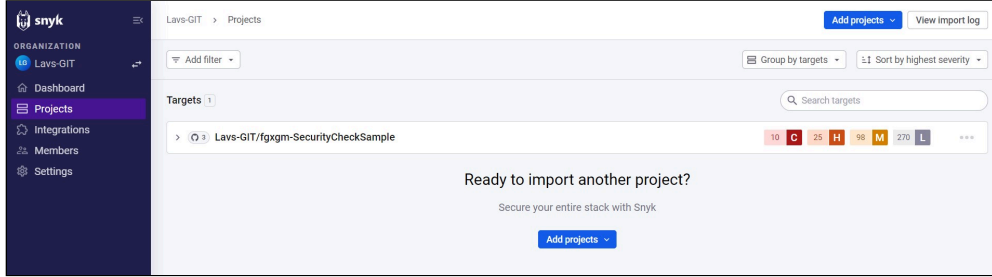 snyk
ORGANIZATION
LG Lavs-GIT
Dashboard
Projects
Integrations
Members
Settings
Lavs-GIT > Projects
Add projects
View import log
Add filter
Group by targets
Sort by highest severity
Targets 1
Search targets
3 Lavs-GIT/fgxgm-SecurityCheckSample
10 C 25 H 98 M 270 L
Ready to import another project?
Secure your entire stack with Snyk
Add projects